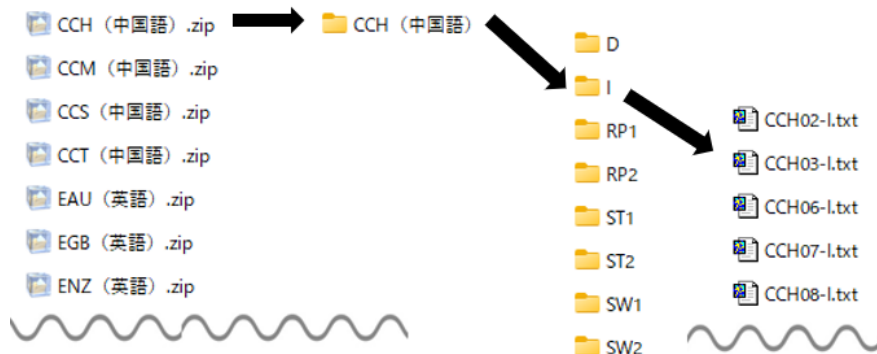 CCH（中国語）.zip
CCM（中国語）.zip
CCS（中国語）.zip
CCT（中国語）.zip
EAU（英語）.zip
EGB（英語）.zip
ENZ（英語）.zip
CCH（中国語）
D
I
RP1
RP2
ST1
ST2
SW1
SW2
CCH02-I.txt
CCH03-I.txt
CCH06-I.txt
CCH07-I.txt
CCH08-I.txt